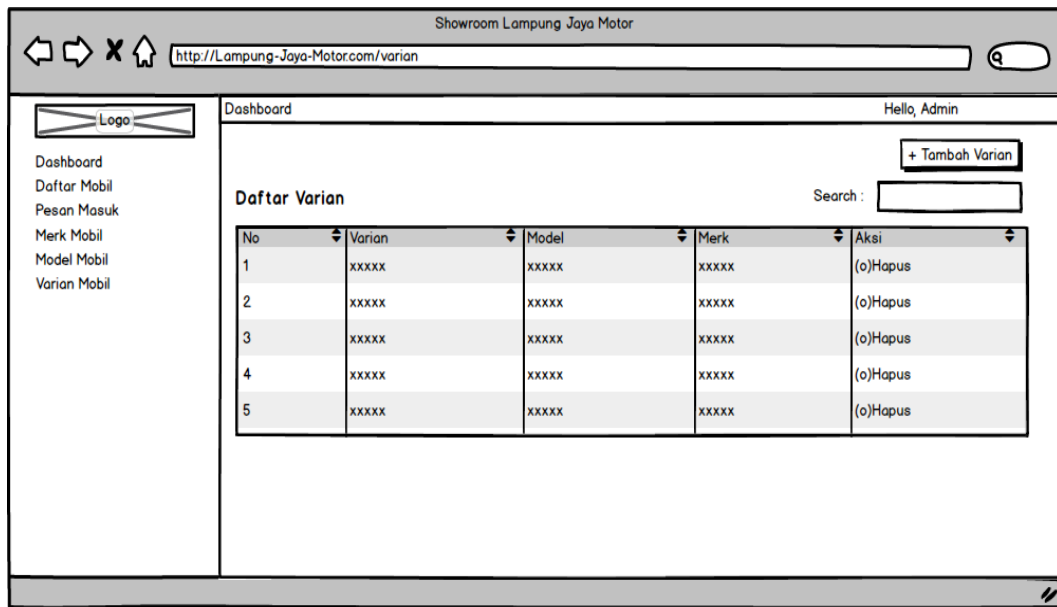 Showroom Lampung Jaya Motor
http://Lampung-Jaya-Motor.com/varian
Logo
Dashboard
Daftar Mobil
Pesan Masuk
Merk Mobil
Model Mobil
Varian Mobil
Dashboard Hello, Admin
+ Tambah Varian
Daftar Varian Search :
No Varian Model Merk Aksi
1 xxxxx xxxxx xxxxx (o)Hapus
2 xxxxx xxxxx xxxxx (o)Hapus
3 xxxxx xxxxx xxxxx (o)Hapus
4 xxxxx xxxxx xxxxx (o)Hapus
5 xxxxx xxxxx xxxxx (o)Hapus